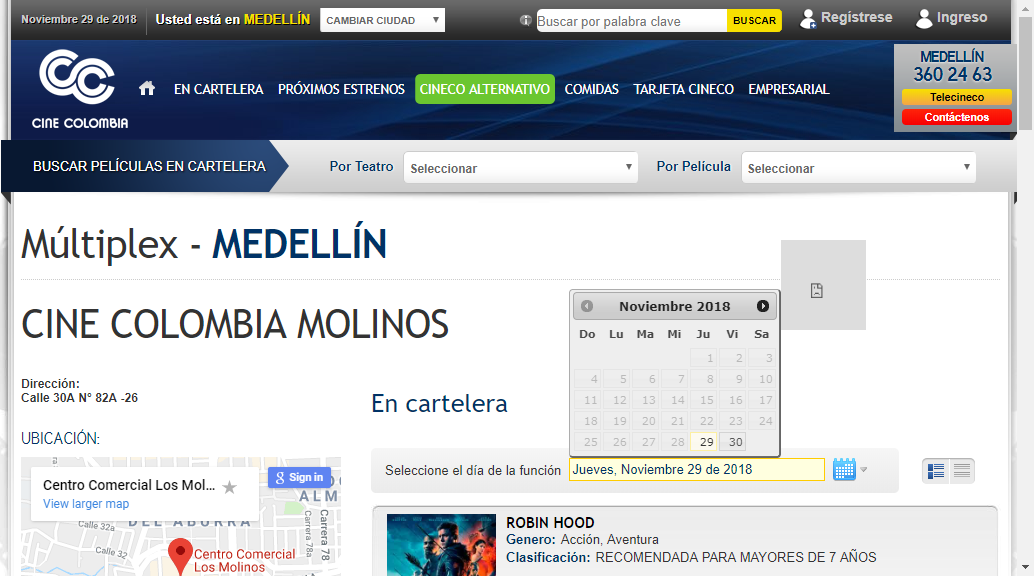 Noviembre 29 de 2018
Usted está en MEDELLÍN
CAMBIAR CIUDAD
Buscar por palabra clave
BUSCAR
Regístrese
Ingreso
CINE COLOMBIA
EN CARTELERA
PRÓXIMOS ESTRENOS
CINECO ALTERNATIVO
COMIDAS
TARJETA CINECO
EMPRESARIAL
MEDELLÍN
360 24 63
Telecineco
Contáctenos
BUSCAR PELÍCULAS EN CARTELERA
Por Teatro
Seleccionar
Por Película
Seleccionar
Múltiplex - MEDELLÍN
CINE COLOMBIA MOLINOS
Dirección:
Calle 30A N° 82A -26
UBICACIÓN:
Centro Comercial Los Mol...
View larger map
Sign in
ALM
DEL ABURRA
Calle 32a
Calle 32
Carrera 78a
Carrera 78
Centro Comercial
Los Molinos
En cartelera
Noviembre 2018
Do Lu Ma Mi Ju Vi Sa
1 2 3
4 5 6 7 8 9 10
11 12 13 14 15 16 17
18 19 20 21 22 23 24
25 26 27 28 29 30
Seleccione el día de la función
Jueves, Noviembre 29 de 2018
ROBIN HOOD
Genero: Acción, Aventura
Clasificación: RECOMENDADA PARA MAYORES DE 7 AÑOS